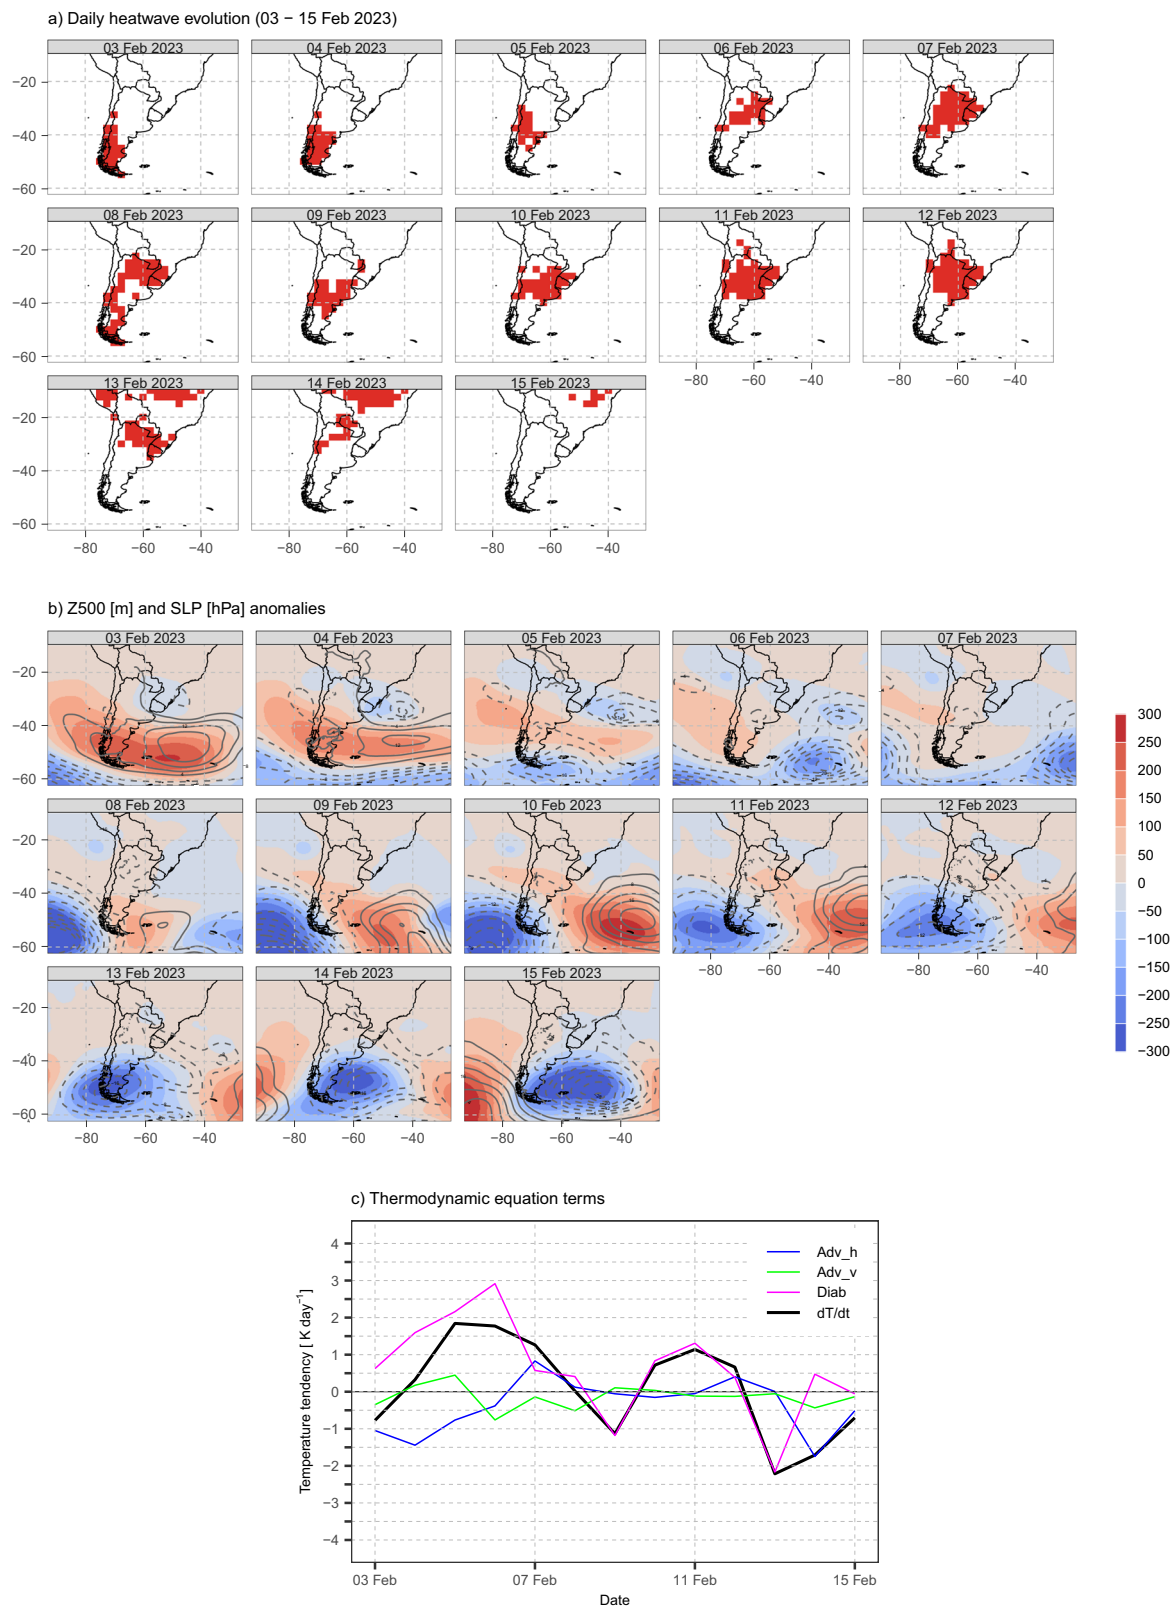 a) Daily heatwave evolution (03 − 15 Feb 2023)
03 Feb 2023 04 Feb 2023 05 Feb 2023 06 Feb 2023 07 Feb 2023
−20
−40
−60
08 Feb 2023 09 Feb 2023 10 Feb 2023 11 Feb 2023 12 Feb 2023
−20
−40
−60
−80 −60 −40 −80 −60 −40
13 Feb 2023 14 Feb 2023 15 Feb 2023
−20
−40
−60
−80 −60 −40 −80 −60 −40 −80 −60 −40
b) Z500 [m] and SLP [hPa] anomalies
03 Feb 2023 04 Feb 2023 05 Feb 2023 06 Feb 2023 07 Feb 2023
−20
−40
−60
08 Feb 2023 09 Feb 2023 10 Feb 2023 11 Feb 2023 12 Feb 2023
−20
−40
−60
−80 −60 −40 −80 −60 −40
13 Feb 2023 14 Feb 2023 15 Feb 2023
−20
−40
−60
−80 −60 −40 −80 −60 −40 −80 −60 −40
300
250
200
150
100
50
0
−50
−100
−150
−200
−250
−300
c) Thermodynamic equation terms
Temperature tendency [ K day⁻¹]
4
3
2
1
0
−1
−2
−3
−4
Adv_h
Adv_v
Diab
dT/dt
03 Feb 07 Feb 11 Feb 15 Feb
Date